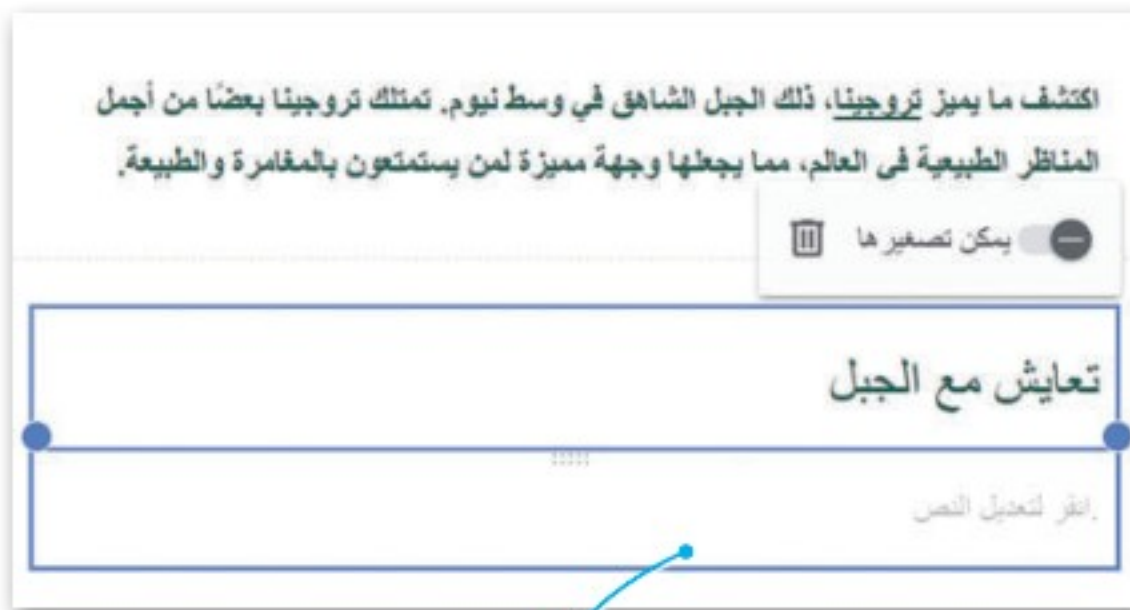 اكتشف ما يميز تروجينا، ذلك الجبل الشاهق في وسط نيوم. تمتلك تروجينا بعضًا من أجمل
المناظر الطبيعية في العالم، مما يجعلها وجهة مميزة لمن يستمتعون بالمغامرة والطبيعة.
يمكن تصغيرها
تعايش مع الجبل
انقر لتعديل النص.